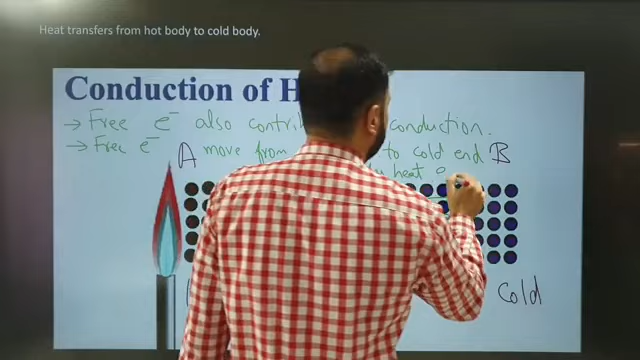 Heat transfers from hot body to cold body.
Conduction of H
→ Free e⁻ also contri conduction.
→ Free e⁻ move from to cold end
A B
heat
Cold